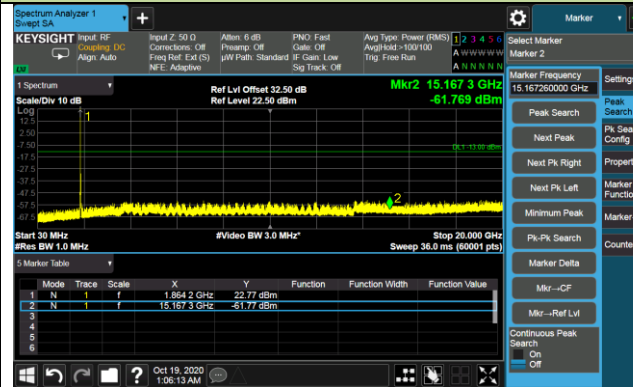 Spectrum Analyzer 1
Swept SA
Marker
KEYSIGHT Input: RF
Coupling: DC
Align: Auto
Input Z: 50 Ω
Corrections: Off
Freq Ref: Ext (S)
NFE: Adaptive
Atten: 6 dB
Preamp: Off
µW Path: Standard
PNO: Fast
Gate: Off
IF Gain: Low
Sig Track: Off
Avg Type: Power (RMS)
Avg|Hold:>100/100
Trig: Free Run
1 2 3 4 5 6
A W W W W W
A N N N N N
LXI
Select Marker
Marker 2
Marker Frequency
15.167260000 GHz
Settings
Peak Search
Peak
Search
Next Peak
Pk Sea
Config
Next Pk Right
Propert
Next Pk Left
Marker
Functio
Minimum Peak
Marker
Pk-Pk Search
Counte
Marker Delta
Mkr→CF
Mkr→Ref Lvl
Continuous Peak
Search
On
Off
1 Spectrum
Scale/Div 10 dB
Ref Lvl Offset 32.50 dB
Ref Level 22.50 dBm
Mkr2 15.167 3 GHz
-61.769 dBm
Log
12.5
2.50
-7.50
-17.5
-27.5
-37.5
-47.5
-57.5
-67.5
1
DL1 -13.00 dBm
2
Start 30 MHz
#Res BW 1.0 MHz
#Video BW 3.0 MHz*
Stop 20.000 GHz
Sweep 36.0 ms (60001 pts)
5 Marker Table
Mode Trace Scale X Y Function Function Width Function Value
1 N 1 f 1.864 2 GHz 22.77 dBm
2 N 1 f 15.167 3 GHz -61.77 dBm
3
4
5
6
Oct 19, 2020
1:06:13 AM